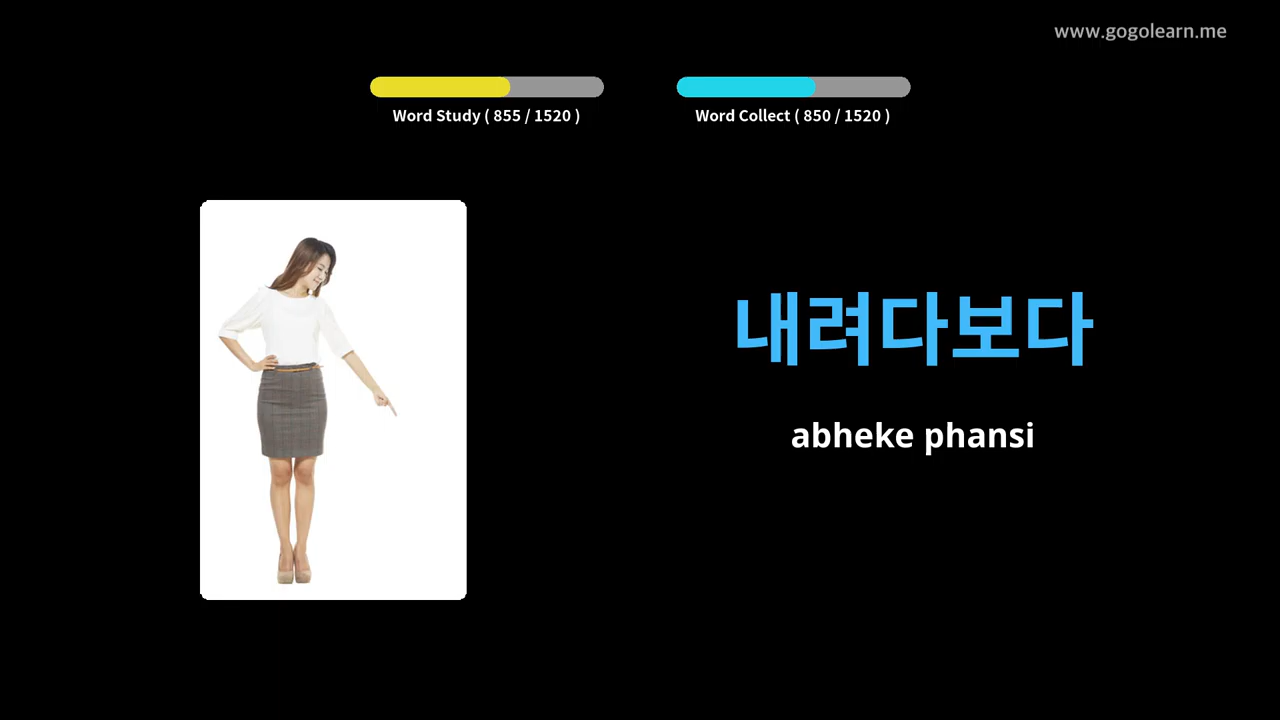 www.gogolearn.me
Word Study ( 855 / 1520 )
Word Collect ( 850 / 1520 )
내려다보다
abheke phansi